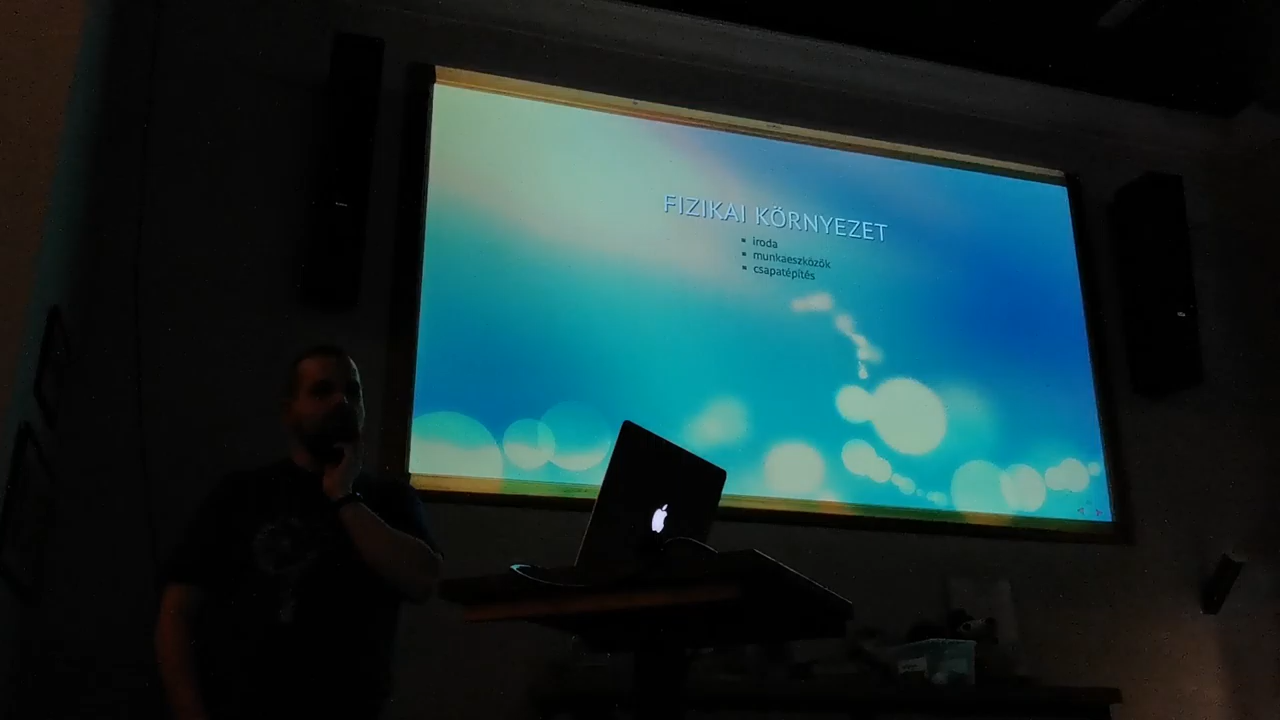 FIZIKAI KÖRNYEZET
▪ iroda
▪ munkaeszközök
▪ csapatépítés